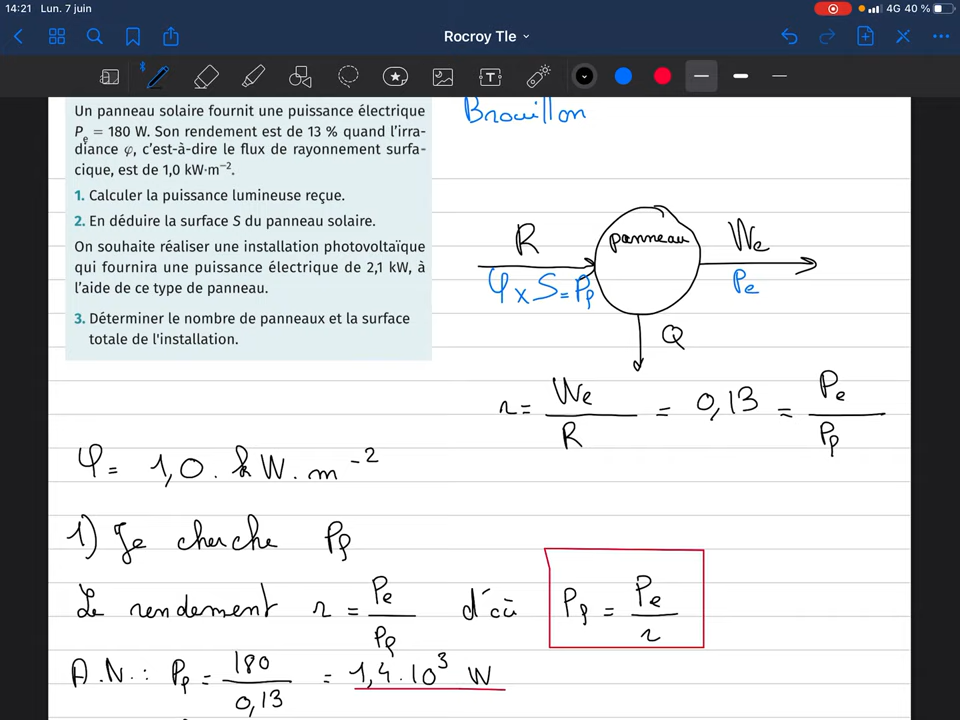 14:21 Lun. 7 juin
4G 40 %
Rocroy Tle
Un panneau solaire fournit une puissance électrique
Pe = 180 W. Son rendement est de 13 % quand l'irra-
diance φ, c'est-à-dire le flux de rayonnement surfa-
cique, est de 1,0 kW·m⁻².
1. Calculer la puissance lumineuse reçue.
2. En déduire la surface S du panneau solaire.
On souhaite réaliser une installation photovoltaïque
qui fournira une puissance électrique de 2,1 kW, à
l'aide de ce type de panneau.
3. Déterminer le nombre de panneaux et la surface
totale de l'installation.
Brouillon
R
panneau
We
φ x S = Pp
Pe
Q
r = We / R = 0,13 = Pe / Pp
φ = 1,0. kW. m⁻²
1) Je cherche Pp
Le rendement r = Pe / Pp d'où Pp = Pe / r
A.N.: Pp = 180 / 0,13 = 1,4.10³ W